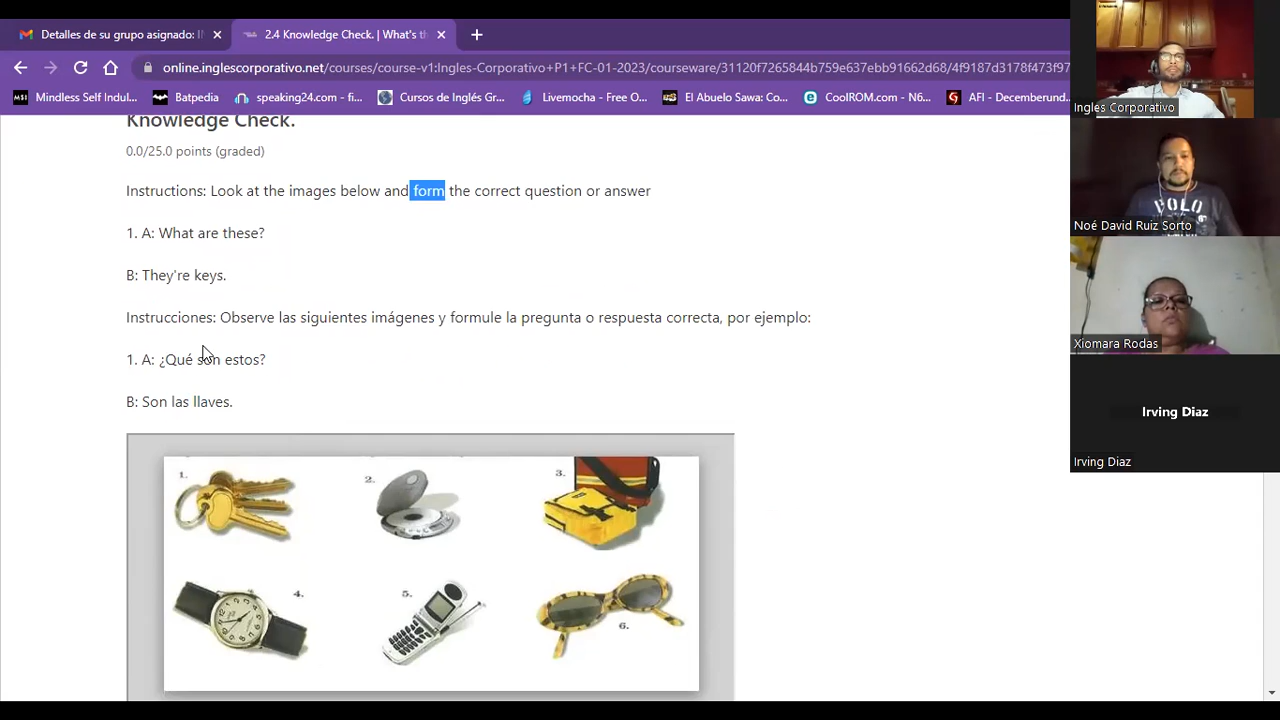 Detalles de su grupo asignado: I
2.4 Knowledge Check. | What's th
online.inglescorporativo.net/courses/course-v1:Ingles-Corporativo+P1+FC-01-2023/courseware/31120f7265844b759e637ebb91662d68/4f9187d3178f473f97
Mindless Self Indul...
Batpedia
speaking24.com - fi...
Cursos de Inglés Gr...
Livemocha - Free O...
El Abuelo Sawa: Co...
CoolROM.com - N6...
AFI - Decemberund...
Knowledge Check.
0.0/25.0 points (graded)
Instructions: Look at the images below and form the correct question or answer
1. A: What are these?
B: They're keys.
Instrucciones: Observe las siguientes imágenes y formule la pregunta o respuesta correcta, por ejemplo:
1. A: ¿Qué son estos?
B: Son las llaves.
1.
2.
3.
4.
5.
6.
Ingles Corporativo
POLO
Noé David Ruiz Sorto
Xiomara Rodas
Irving Diaz
Irving Diaz